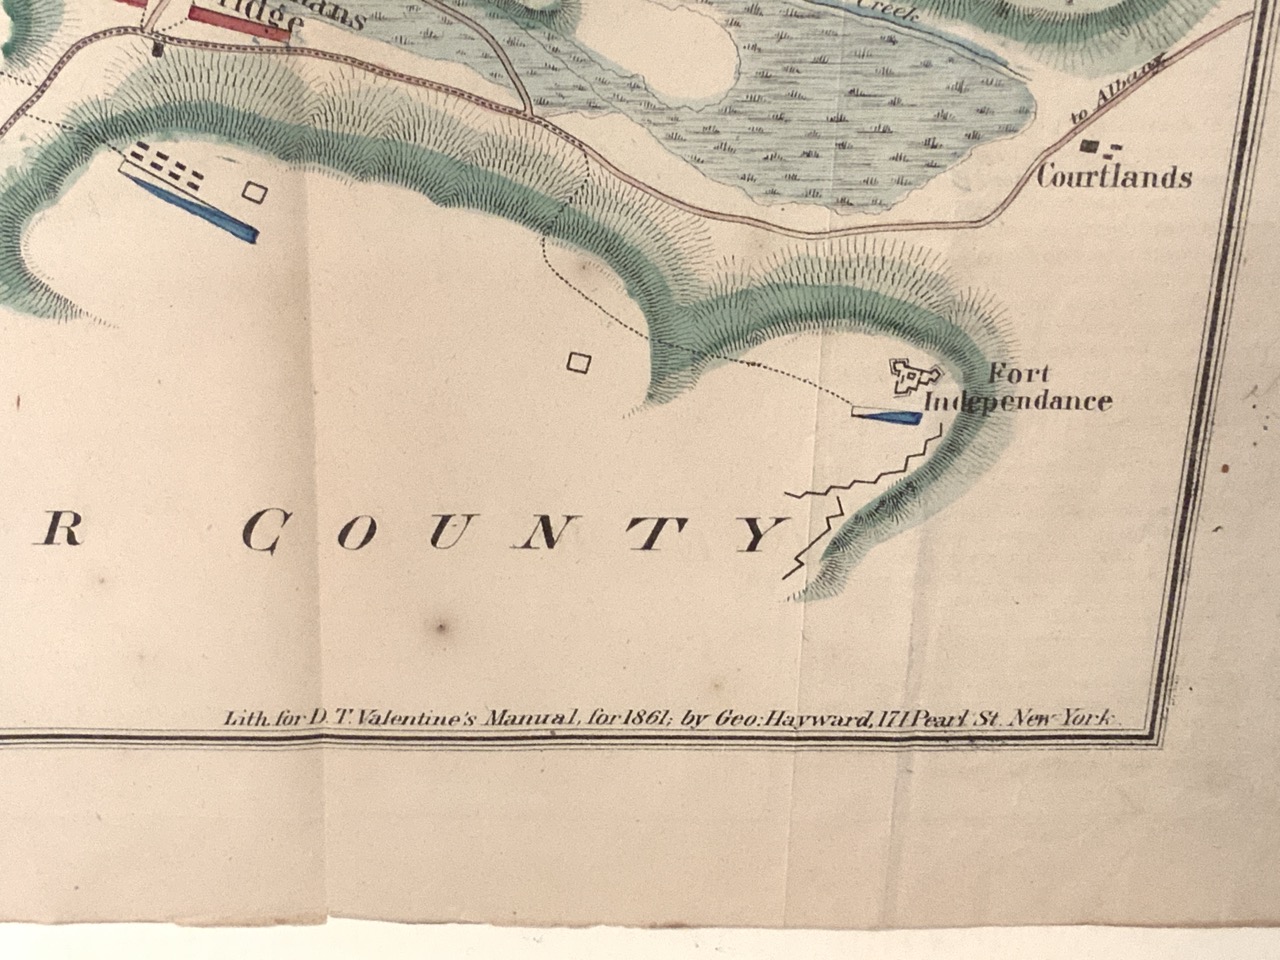 ridge
Creek
to Albany
Courtlands
Fort
Independance
R COUNTY
Lith. for D. T. Valentine's Manual, for 1861; by Geo: Hayward, 171 Pearl St. New-York.